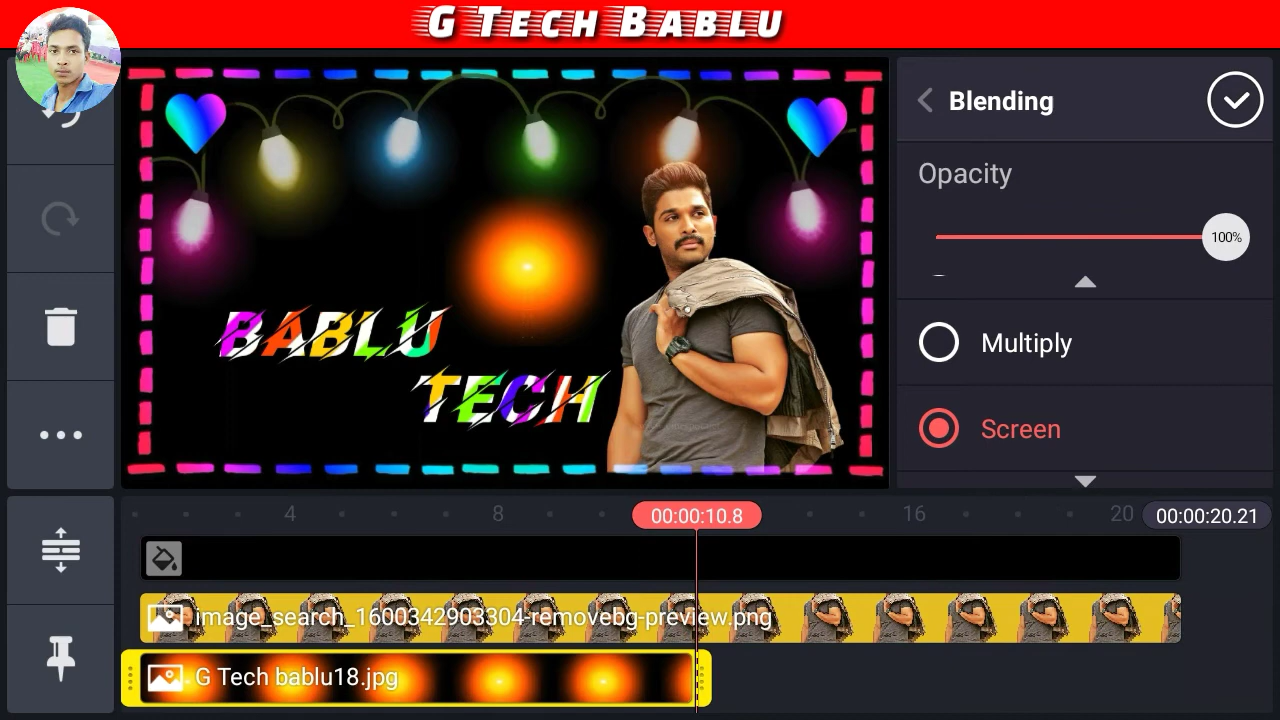 G Tech Bablu
Blending
Opacity
100%
Multiply
Screen
BABLU
TECH
4
8
00:00:10.8
16
20
00:00:20.21
image_search_1600342903304-removebg-preview.png
G Tech bablu18.jpg